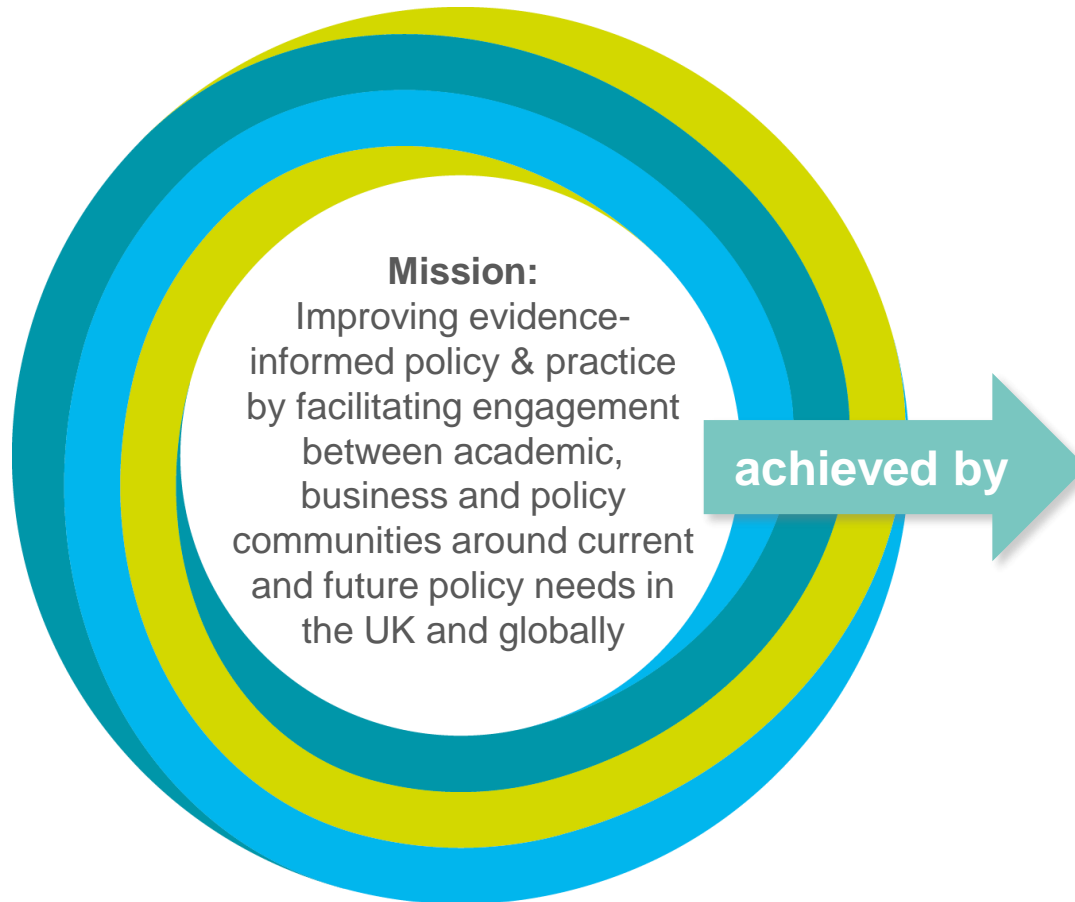 Mission:
Improving evidence-
informed policy & practice
by facilitating engagement
between academic,
business and policy
communities around current
and future policy needs in
the UK and globally
achieved by